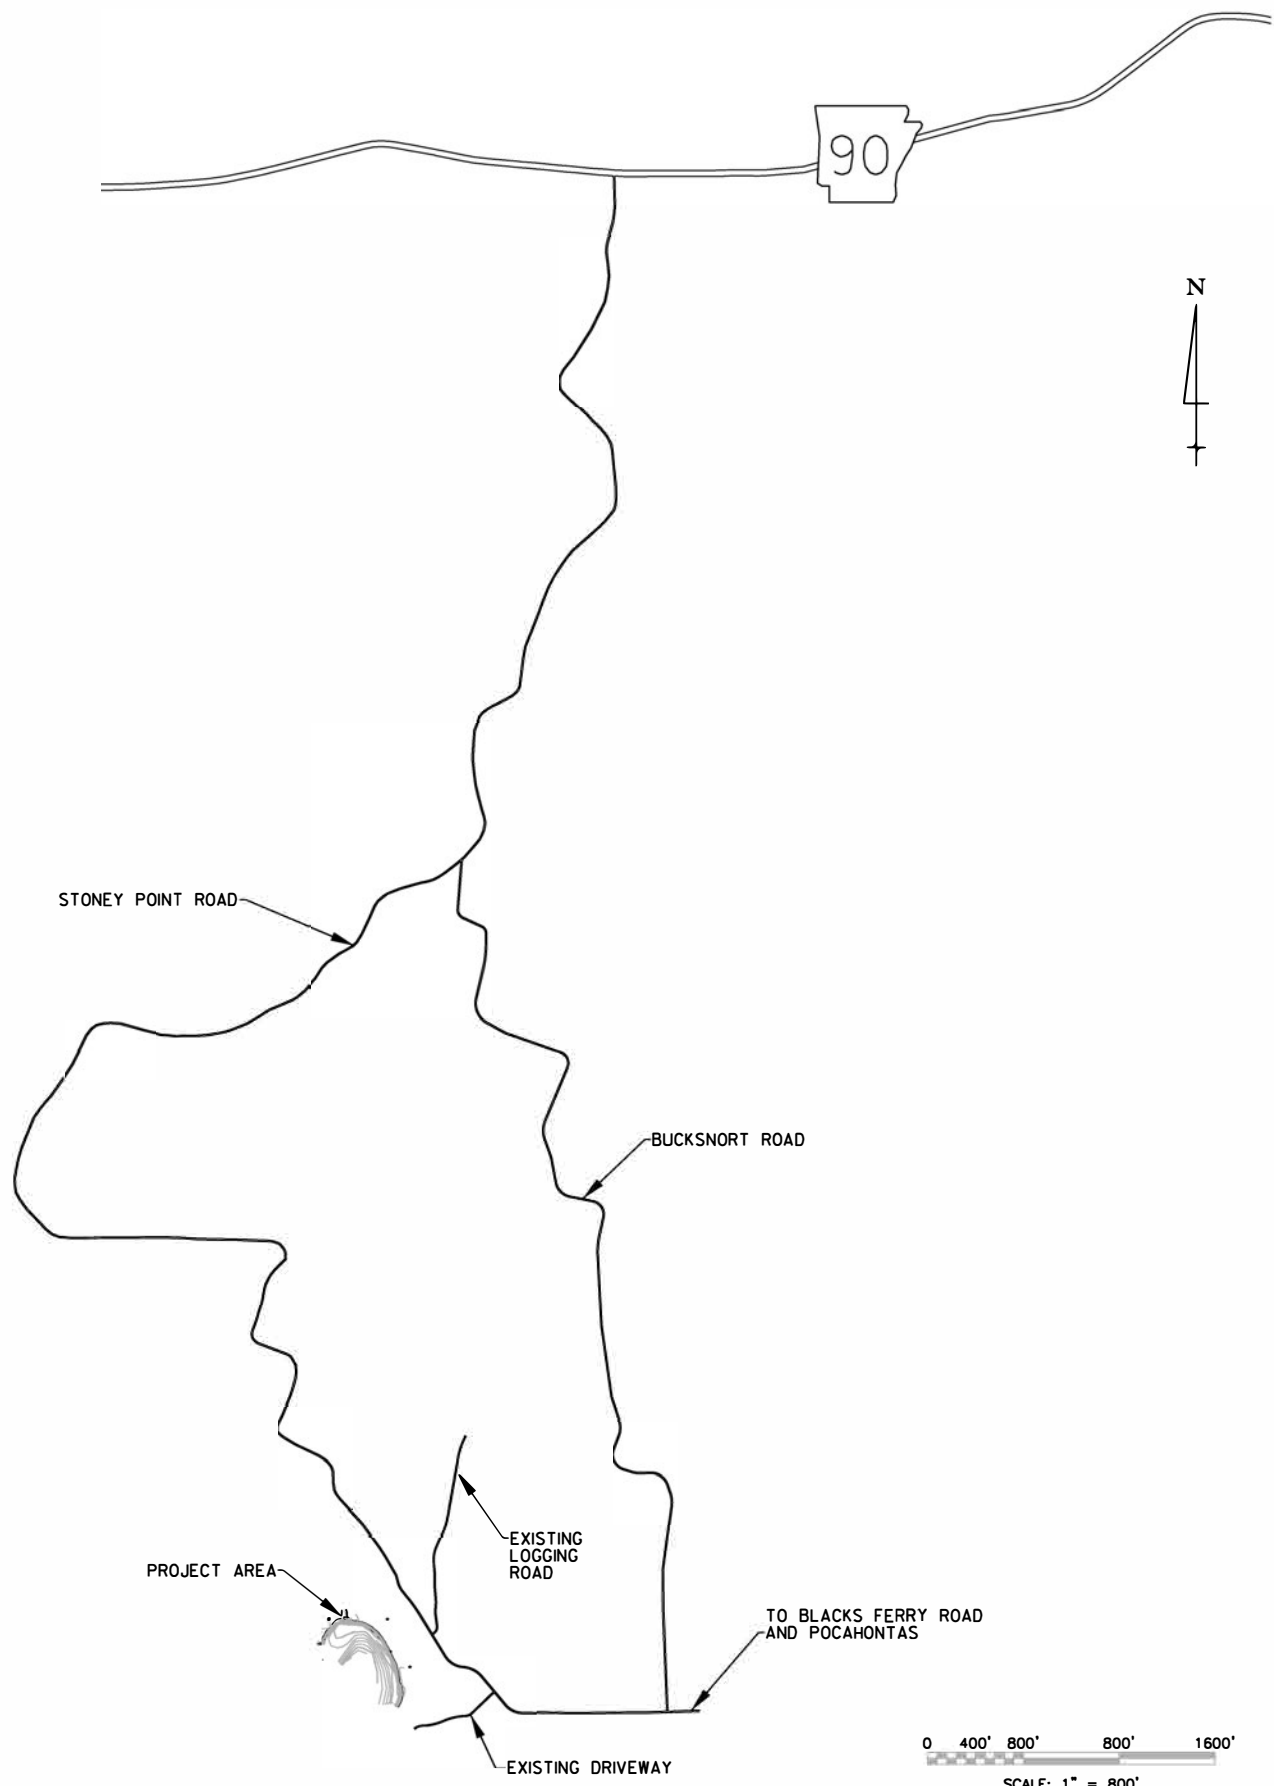 90
N
STONEY POINT ROAD
BUCKSNORT ROAD
EXISTING
LOGGING
ROAD
PROJECT AREA
TO BLACKS FERRY ROAD
AND POCAHONTAS
EXISTING DRIVEWAY
0 400' 800' 800' 1600'
SCALE: 1" = 800'